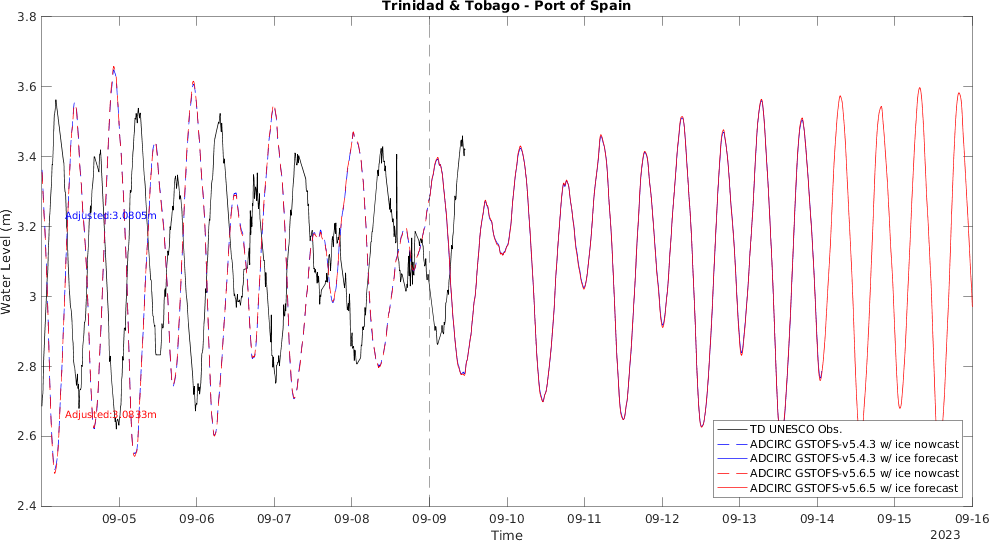 Trinidad & Tobago - Port of Spain
3.8
3.6
3.4
3.2
3
2.8
2.6
2.4
Water Level (m)
Adjusted:3.0805m
Adjusted:3.0833m
TD UNESCO Obs.
ADCIRC GSTOFS-v5.4.3 w/ ice nowcast
ADCIRC GSTOFS-v5.4.3 w/ ice forecast
ADCIRC GSTOFS-v5.6.5 w/ ice nowcast
ADCIRC GSTOFS-v5.6.5 w/ ice forecast
09-05 09-06 09-07 09-08 09-09 09-10 09-11 09-12 09-13 09-14 09-15 09-16
Time
2023